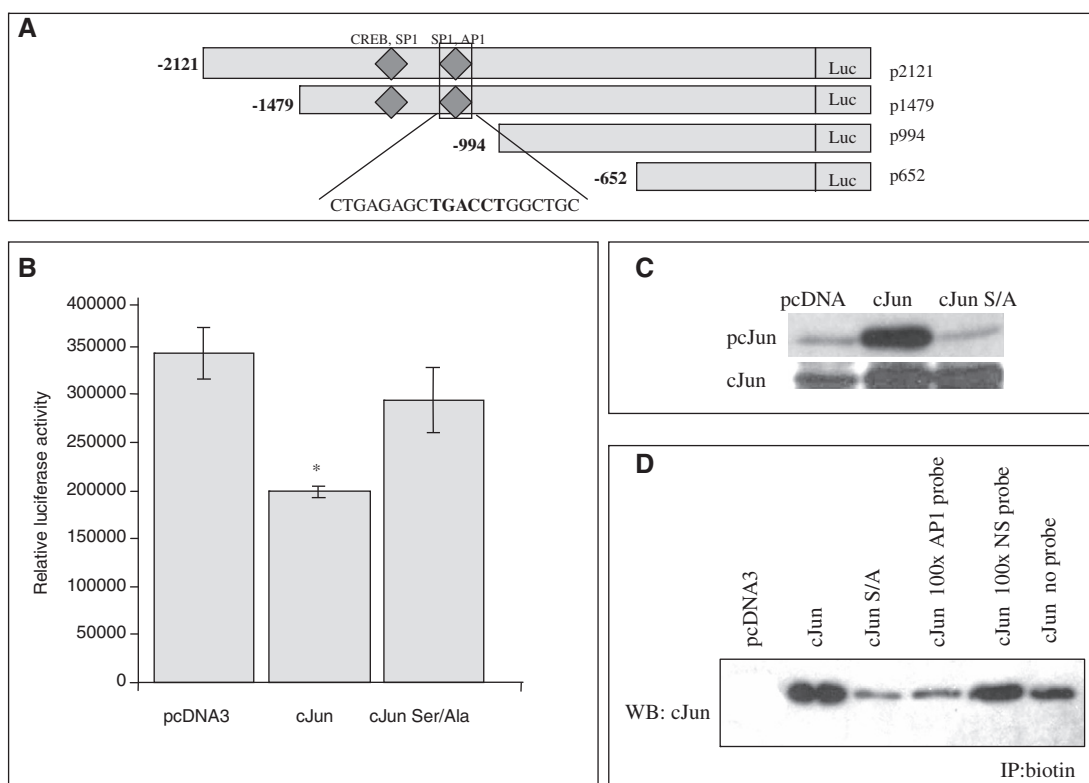 A
CREB, SP1 SP1, AP1
-2121 Luc p2121
-1479 Luc p1479
-994 Luc p994
-652 Luc p652
CTGAGAGCTGACCTGGCTGC
B
Relative luciferase activity
400000
350000
300000
250000
200000
150000
100000
50000
0
*
pcDNA3 cJun cJun Ser/Ala
C
pcDNA cJun cJun S/A
pcJun
cJun
D
pcDNA3
cJun
cJun S/A
cJun 100x AP1 probe
cJun 100x NS probe
cJun no probe
WB: cJun
IP:biotin